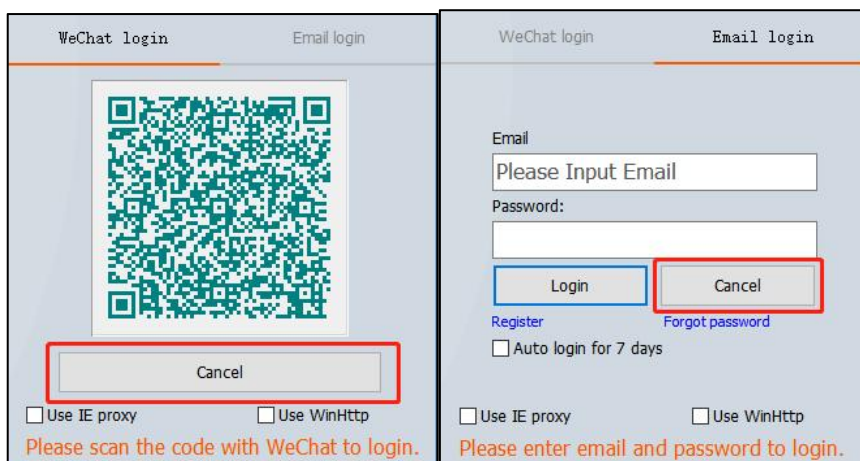 WeChat login Email login
Cancel
Use IE proxy Use WinHttp
Please scan the code with WeChat to login.
WeChat login Email login
Email
Please Input Email
Password:
Login Cancel
Register Forgot password
Auto login for 7 days
Use IE proxy Use WinHttp
Please enter email and password to login.